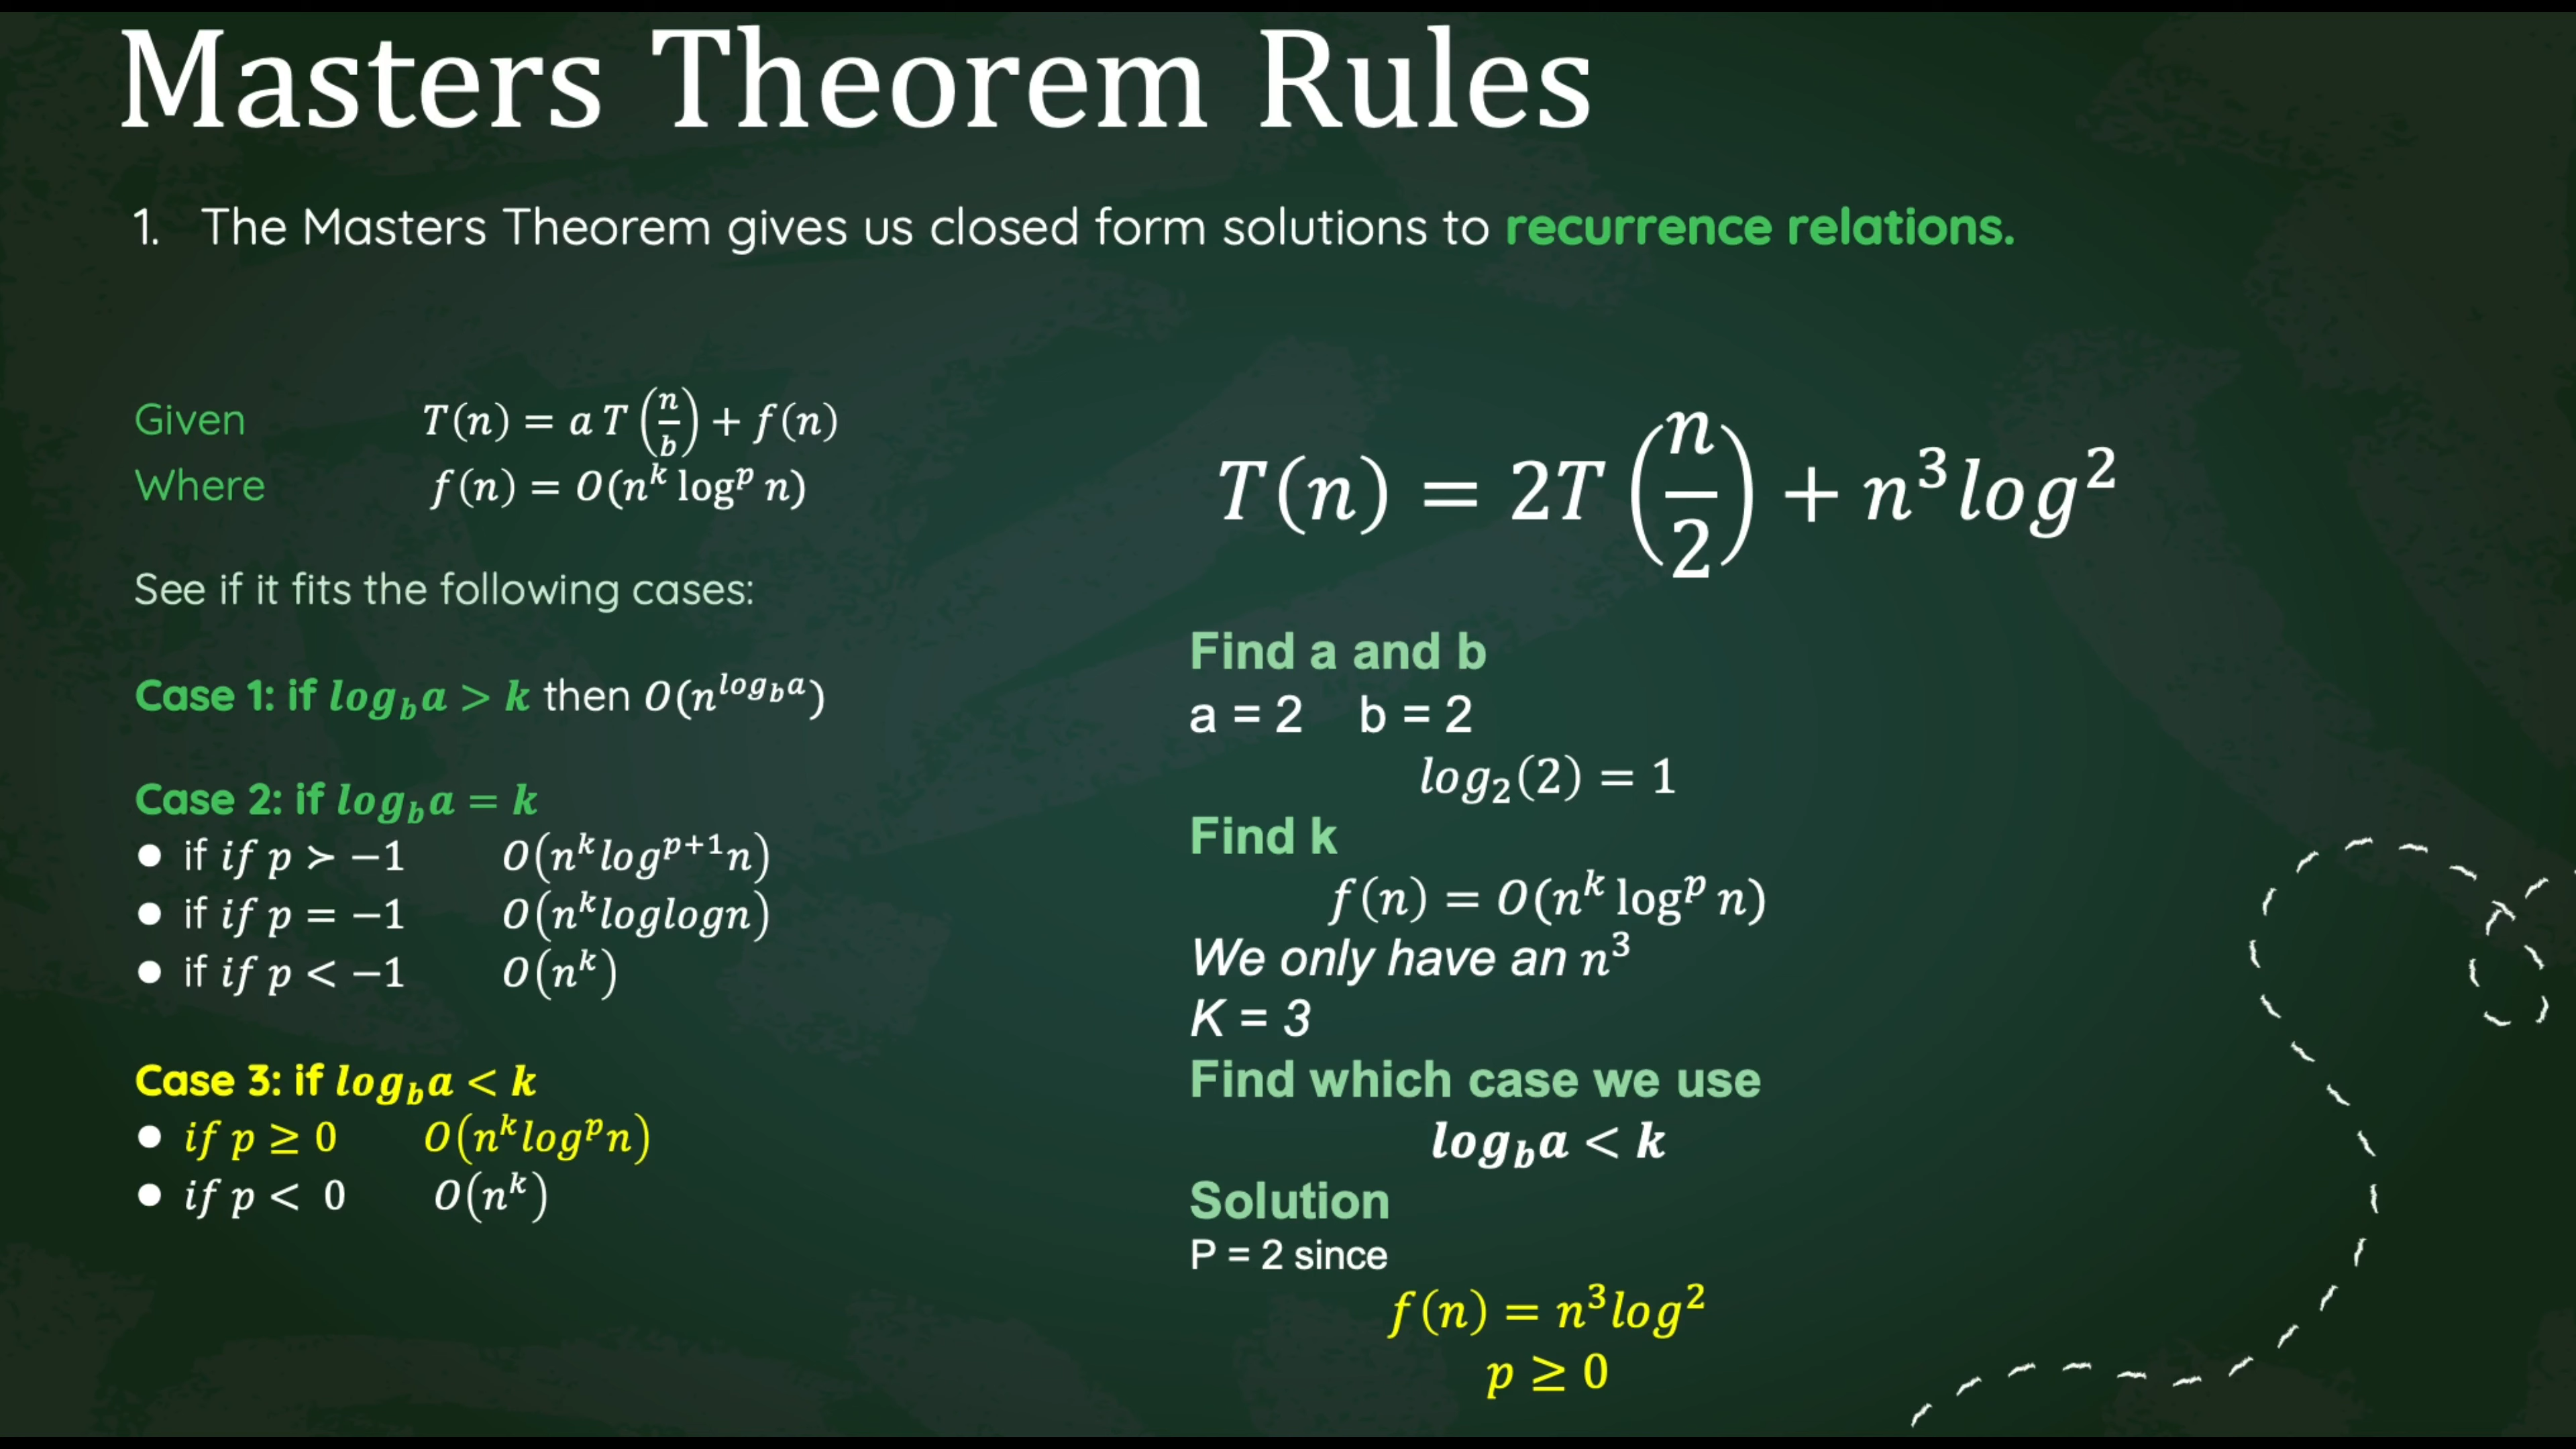 Masters Theorem Rules
1. The Masters Theorem gives us closed form solutions to recurrence relations.
Given T(n) = a T(n/b) + f(n)
Where f(n) = O(n^k log^p n)
See if it fits the following cases:
Case 1: if log_b a > k then O(n^{log_b a})
Case 2: if log_b a = k
● if if p > −1 O(n^k log^{p+1} n)
● if if p = −1 O(n^k loglogn)
● if if p < −1 O(n^k)
Case 3: if log_b a < k
● if p ≥ 0 O(n^k log^p n)
● if p < 0 O(n^k)
T(n) = 2T(n/2) + n^3 log^2
Find a and b
a = 2 b = 2
log_2(2) = 1
Find k
f(n) = O(n^k log^p n)
We only have an n^3
K = 3
Find which case we use
log_b a < k
Solution
P = 2 since
f(n) = n^3 log^2
p ≥ 0